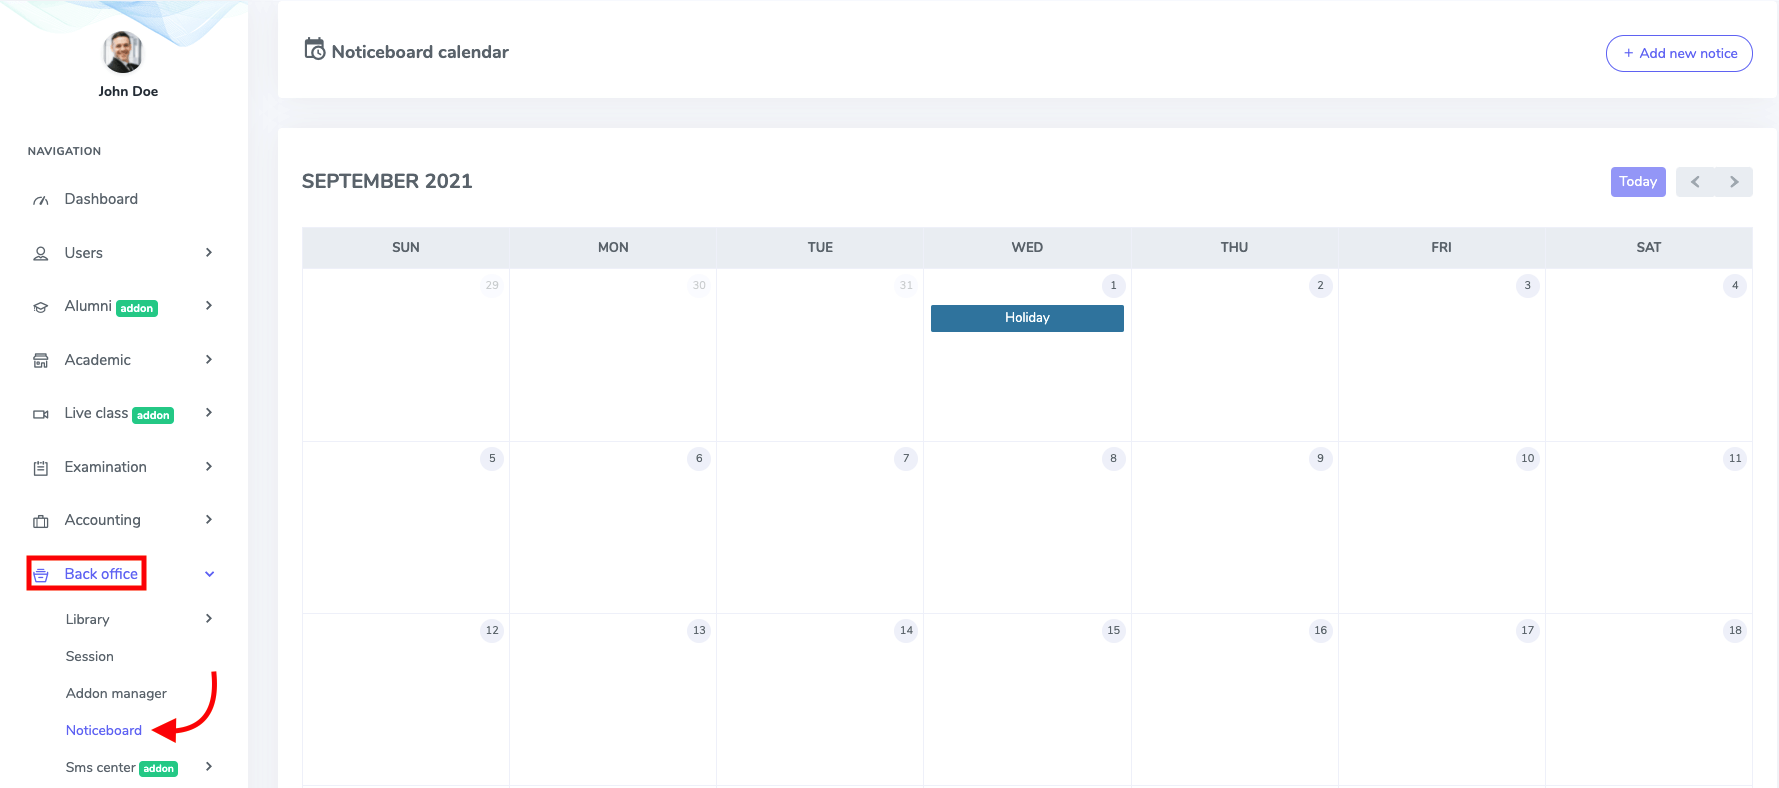 John Doe
NAVIGATION
Dashboard
Users
Alumni addon
Academic
Live class addon
Examination
Accounting
Back office
Library
Session
Addon manager
Noticeboard
Sms center addon
Noticeboard calendar
+ Add new notice
SEPTEMBER 2021
Today
SUN MON TUE WED THU FRI SAT
29 30 31 1 2 3 4
Holiday
5 6 7 8 9 10 11
12 13 14 15 16 17 18